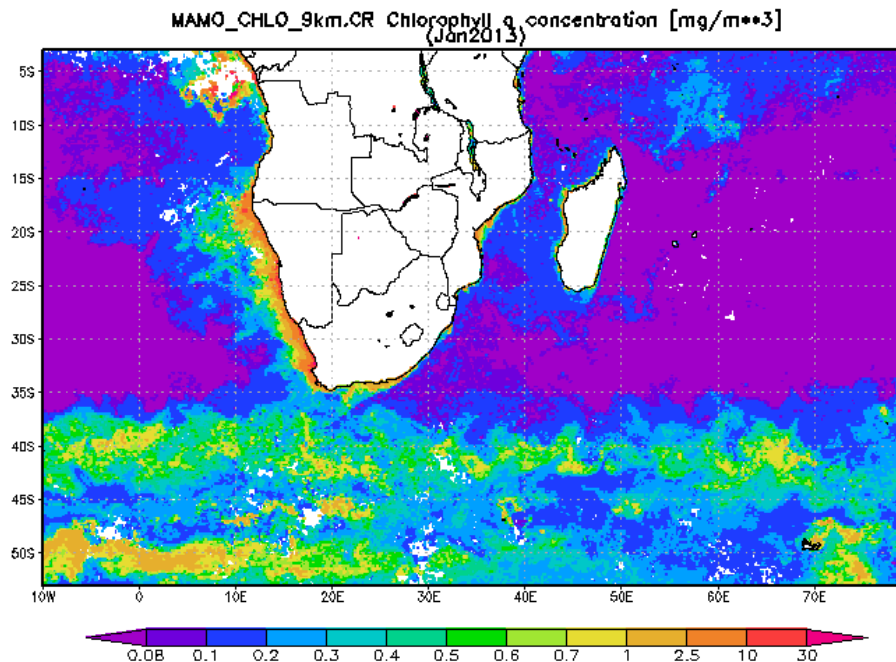 MAMO_CHLO_9km.CR Chlorophyll a concentration [mg/m**3]
(Jan2013)
5S
10S
15S
20S
25S
30S
35S
40S
45S
50S
10W 0 10E 20E 30E 40E 50E 60E 70E
0.08 0.1 0.2 0.3 0.4 0.5 0.6 0.7 1 2.5 10 30